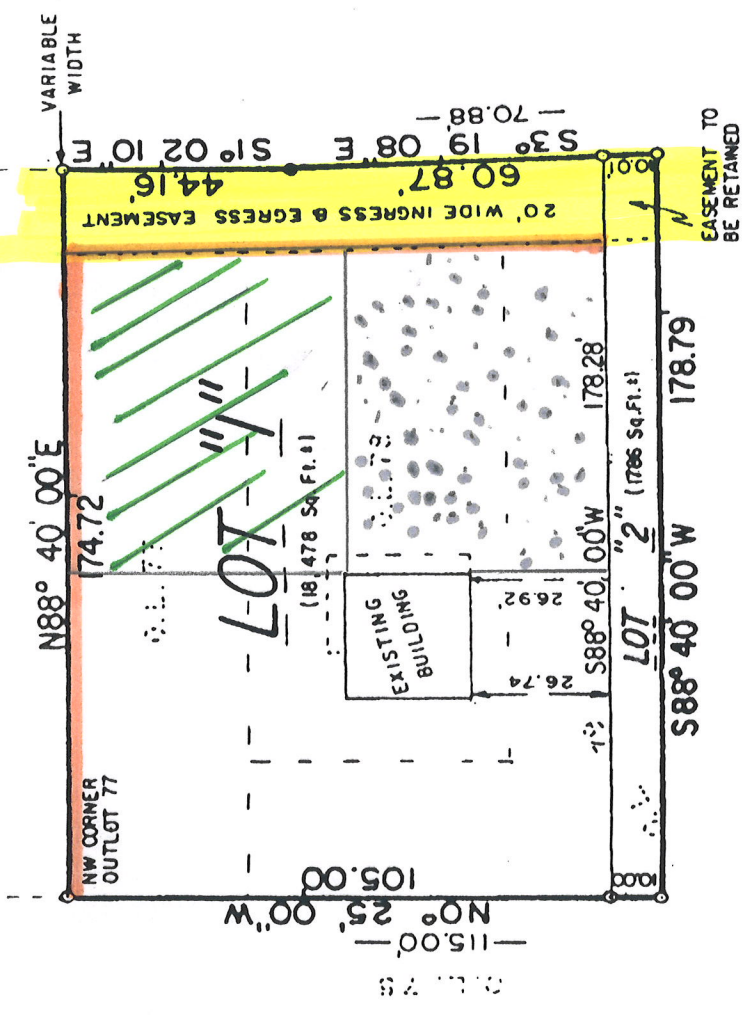 VARIABLE
WIDTH
— 70.88 —
S1° 02' 10" E
S3° 19' 08" E
44.16'
60.87'
20' WIDE INGRESS & EGRESS EASEMENT
N
EASEMENT TO
BE RETAINED
N88° 40' 00"E
174.72'
LOT "1"
(18,478 Sq.Ft.±)
178.28'
S88° 40' 00"W
LOT "2"
(1786 Sq.Ft.±)
178.79'
S88° 40' 00"W
EXISTING
BUILDING
26.92'
26.74
NW CORNER
OUTLOT 77
105.00
10.00
N0° 25' 00"W
—115.00'—